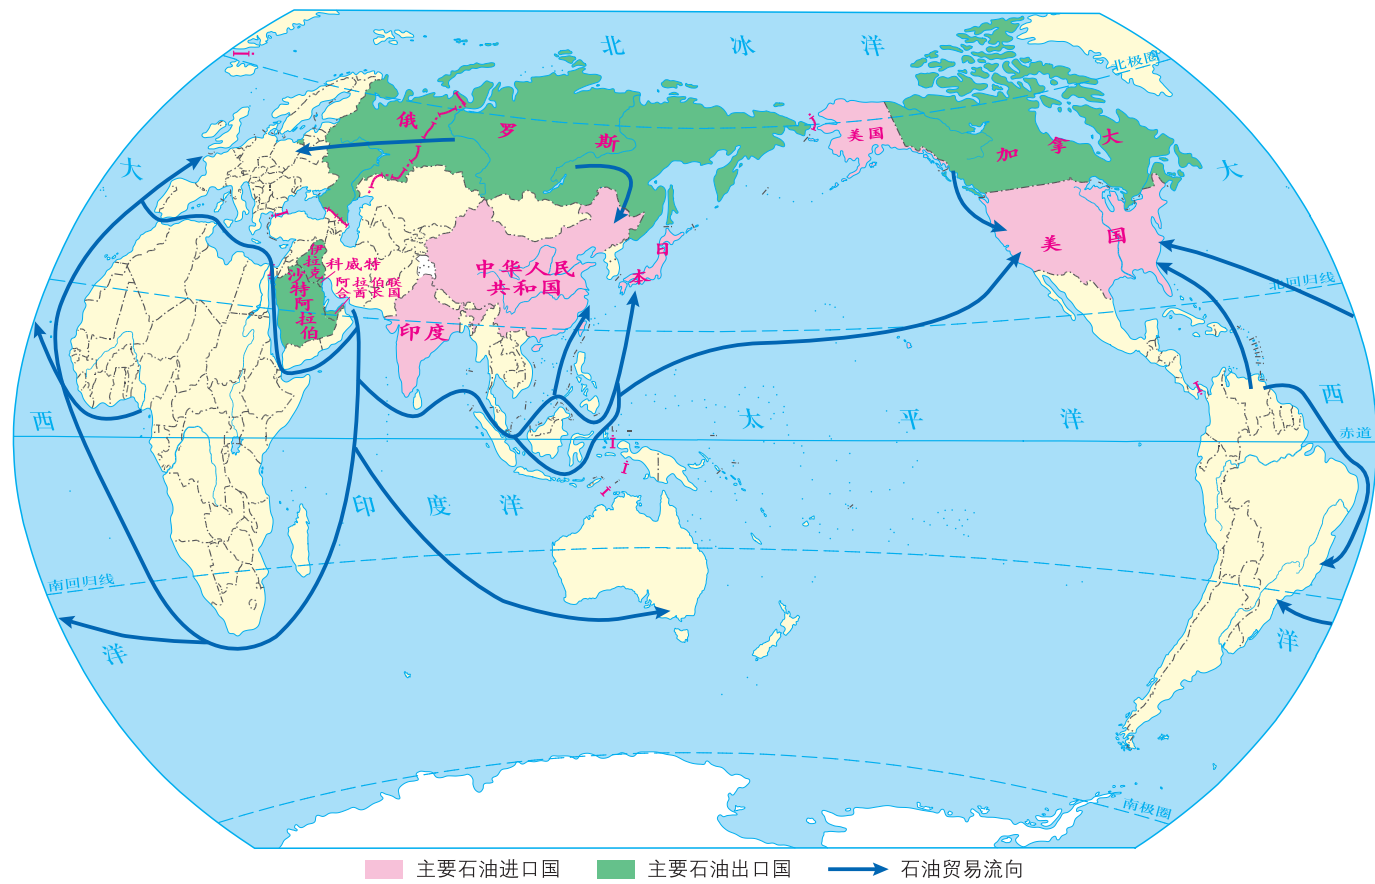 北冰洋
北极圈
俄罗斯
美国
加拿大
大
大
美国
日本
中华人民
共和国
伊拉克
科威特
沙特阿拉伯
阿拉伯联
合酋长国
印度
北回归线
西
西
太平洋
赤道
印度洋
南回归线
洋
洋
南极圈
主要石油进口国
主要石油出口国
石油贸易流向